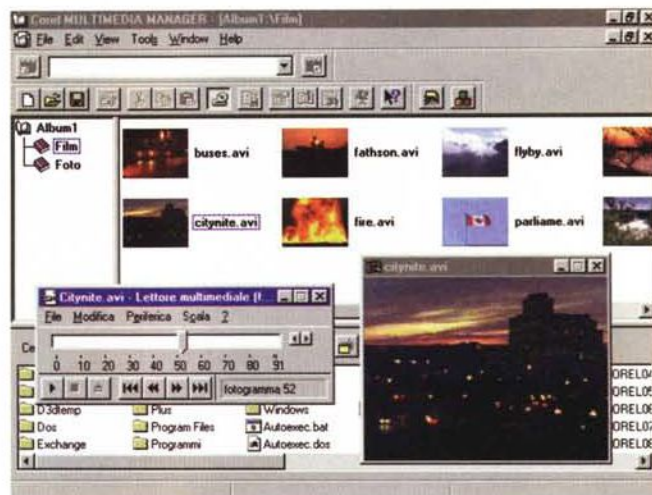 Corel MULTIMEDIA MANAGER - [Album1:\Film]
File Edit View Tools Window Help
Album1
Film
Foto
buses.avi
fathson.avi
flyby.avi
citynite.avi
fire.avi
parliame.avi
citynite.avi
Citynite.avi - Lettore multimediale
File Modifica Periferica Scala ?
0 10 20 30 40 50 60 70 80 91
fotogramma 52
D3dtemp
Plus
Windows
Dos
Program Files
Autoexec.bat
Exchange
Programmi
Autoexec.dos
OREL04
OREL05
OREL06
OREL07
OREL08